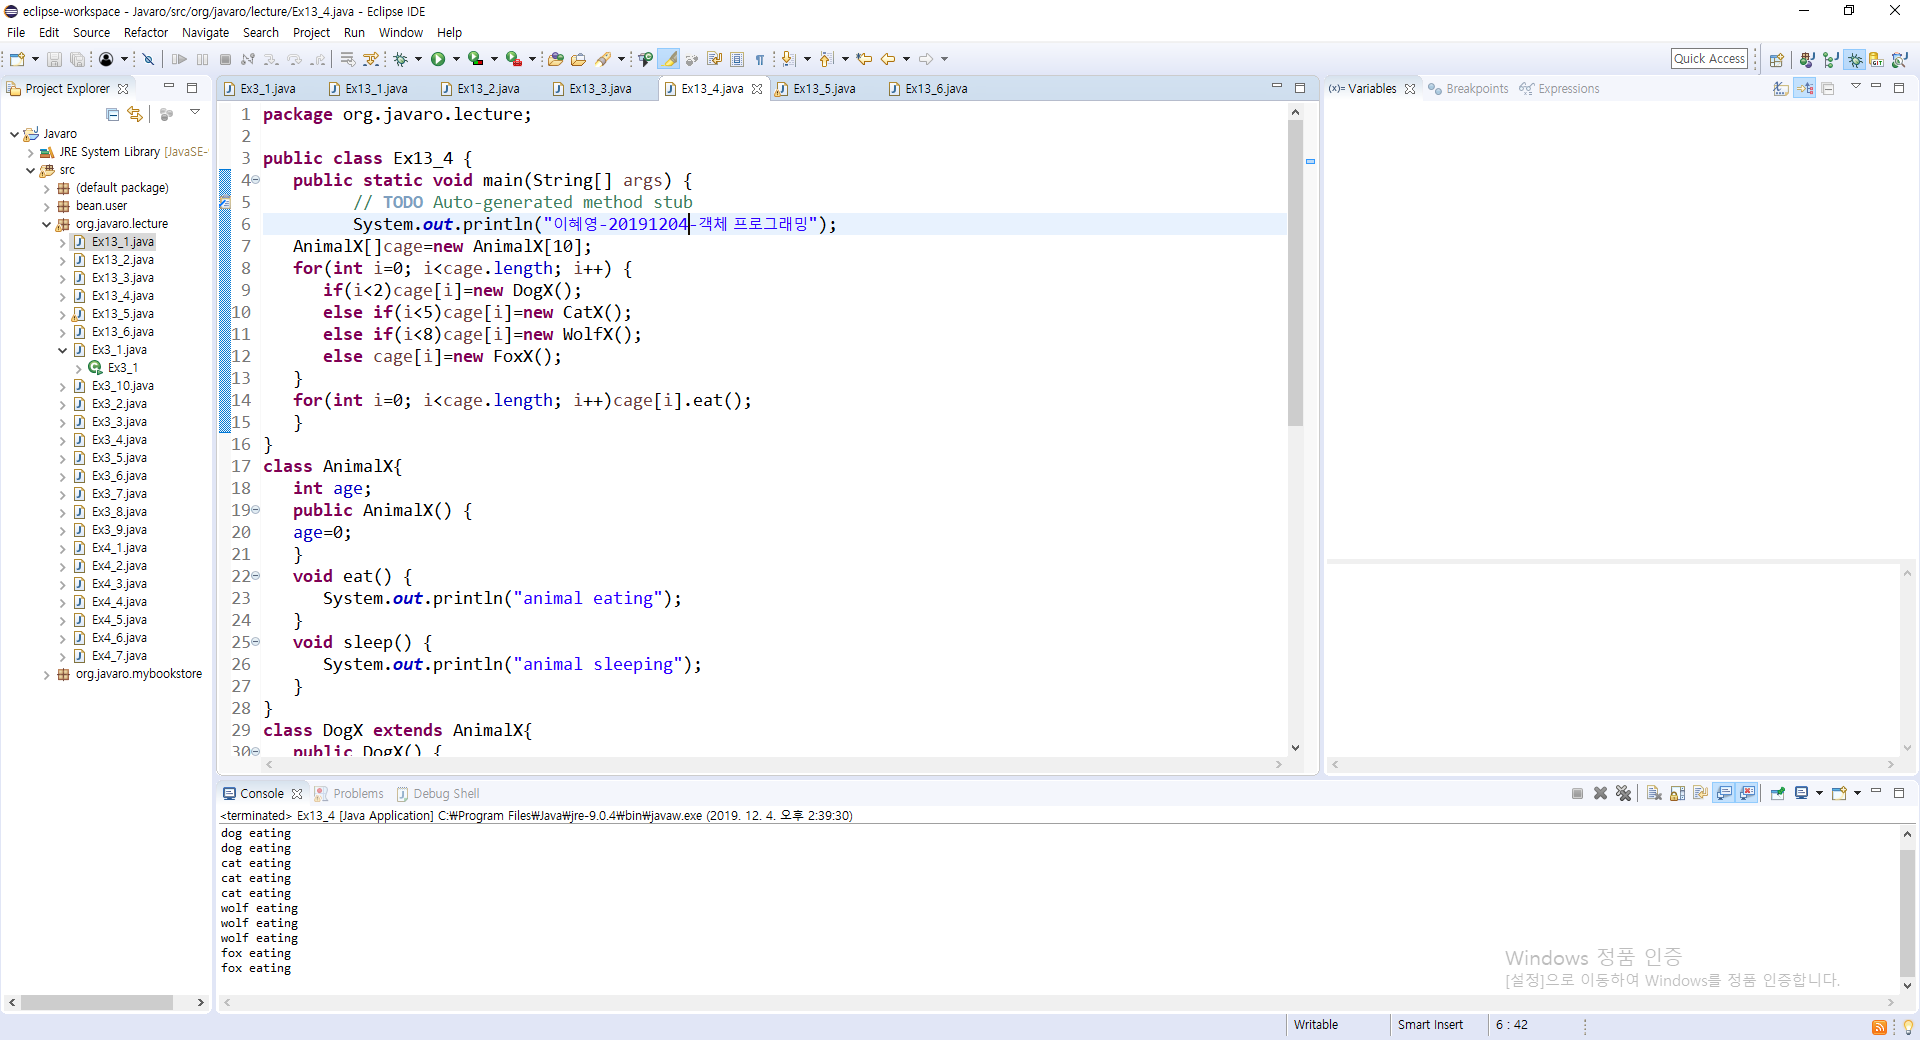 eclipse-workspace - Javaro/src/org/javaro/lecture/Ex13_4.java - Eclipse IDE
File Edit Source Refactor Navigate Search Project Run Window Help
Quick Access
Project Explorer
Javaro
JRE System Library [JavaSE-
src
(default package)
bean.user
org.javaro.lecture
Ex13_1.java
Ex13_2.java
Ex13_3.java
Ex13_4.java
Ex13_5.java
Ex13_6.java
Ex3_1.java
Ex3_1
Ex3_10.java
Ex3_2.java
Ex3_3.java
Ex3_4.java
Ex3_5.java
Ex3_6.java
Ex3_7.java
Ex3_8.java
Ex3_9.java
Ex4_1.java
Ex4_2.java
Ex4_3.java
Ex4_4.java
Ex4_5.java
Ex4_6.java
Ex4_7.java
org.javaro.mybookstore
Ex3_1.java Ex13_1.java Ex13_2.java Ex13_3.java Ex13_4.java Ex13_5.java Ex13_6.java
1 package org.javaro.lecture;
2
3 public class Ex13_4 {
4 public static void main(String[] args) {
5 // TODO Auto-generated method stub
6 System.out.println("이혜영-20191204-객체 프로그래밍");
7 AnimalX[]cage=new AnimalX[10];
8 for(int i=0; i<cage.length; i++) {
9 if(i<2)cage[i]=new DogX();
10 else if(i<5)cage[i]=new CatX();
11 else if(i<8)cage[i]=new WolfX();
12 else cage[i]=new FoxX();
13 }
14 for(int i=0; i<cage.length; i++)cage[i].eat();
15 }
16 }
17 class AnimalX{
18 int age;
19 public AnimalX() {
20 age=0;
21 }
22 void eat() {
23 System.out.println("animal eating");
24 }
25 void sleep() {
26 System.out.println("animal sleeping");
27 }
28 }
29 class DogX extends AnimalX{
30 public DogX() {
(x)= Variables Breakpoints Expressions
Console Problems Debug Shell
<terminated> Ex13_4 [Java Application] C:₩Program Files₩Java₩jre-9.0.4₩bin₩javaw.exe (2019. 12. 4. 오후 2:39:30)
dog eating
dog eating
cat eating
cat eating
cat eating
wolf eating
wolf eating
wolf eating
fox eating
fox eating
Windows 정품 인증
[설정]으로 이동하여 Windows를 정품 인증합니다.
Writable Smart Insert 6 : 42